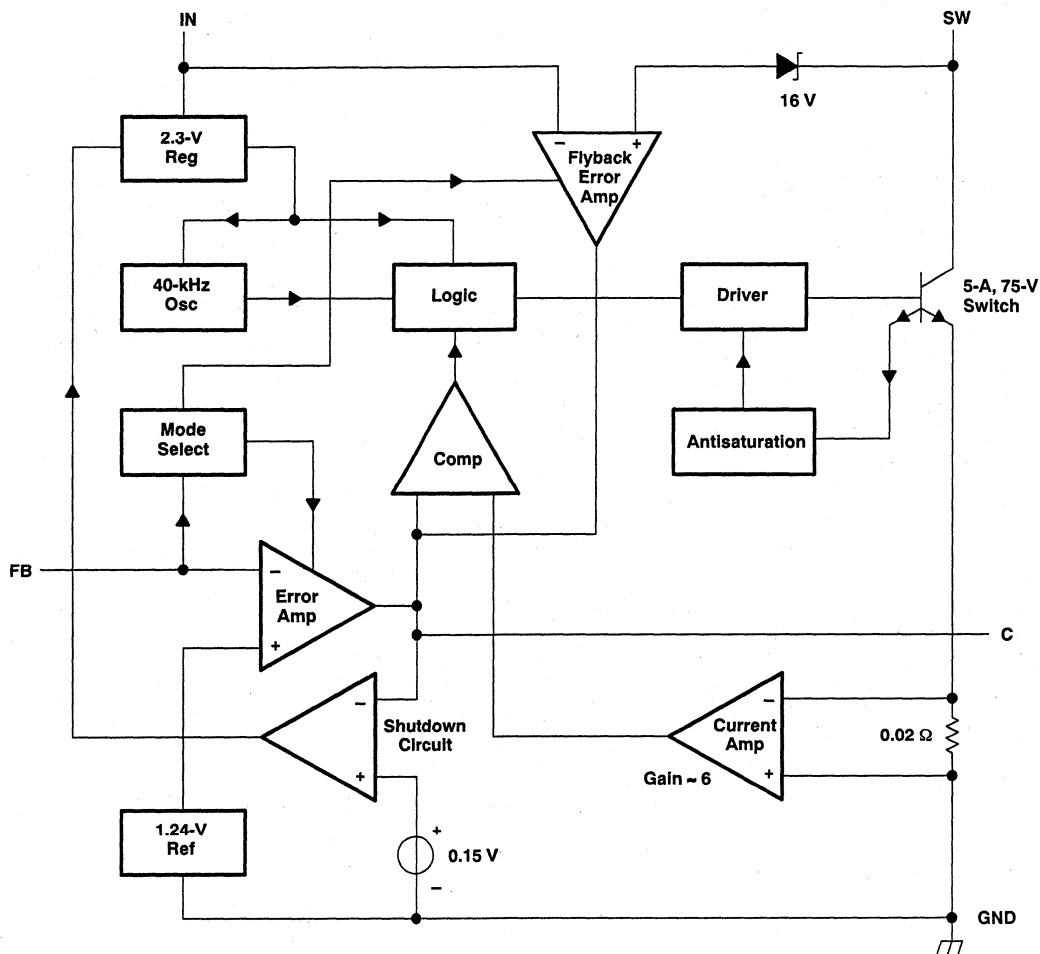 IN
SW
16 V
2.3-V
Reg
−
+
Flyback
Error
Amp
40-kHz
Osc
Logic
Driver
5-A, 75-V
Switch
Mode
Select
Comp
Antisaturation
FB
−
Error
Amp
+
C
−
Shutdown
Circuit
+
−
Current
Amp
+
Gain ≈ 6
0.02 Ω
1.24-V
Ref
+
0.15 V
−
GND